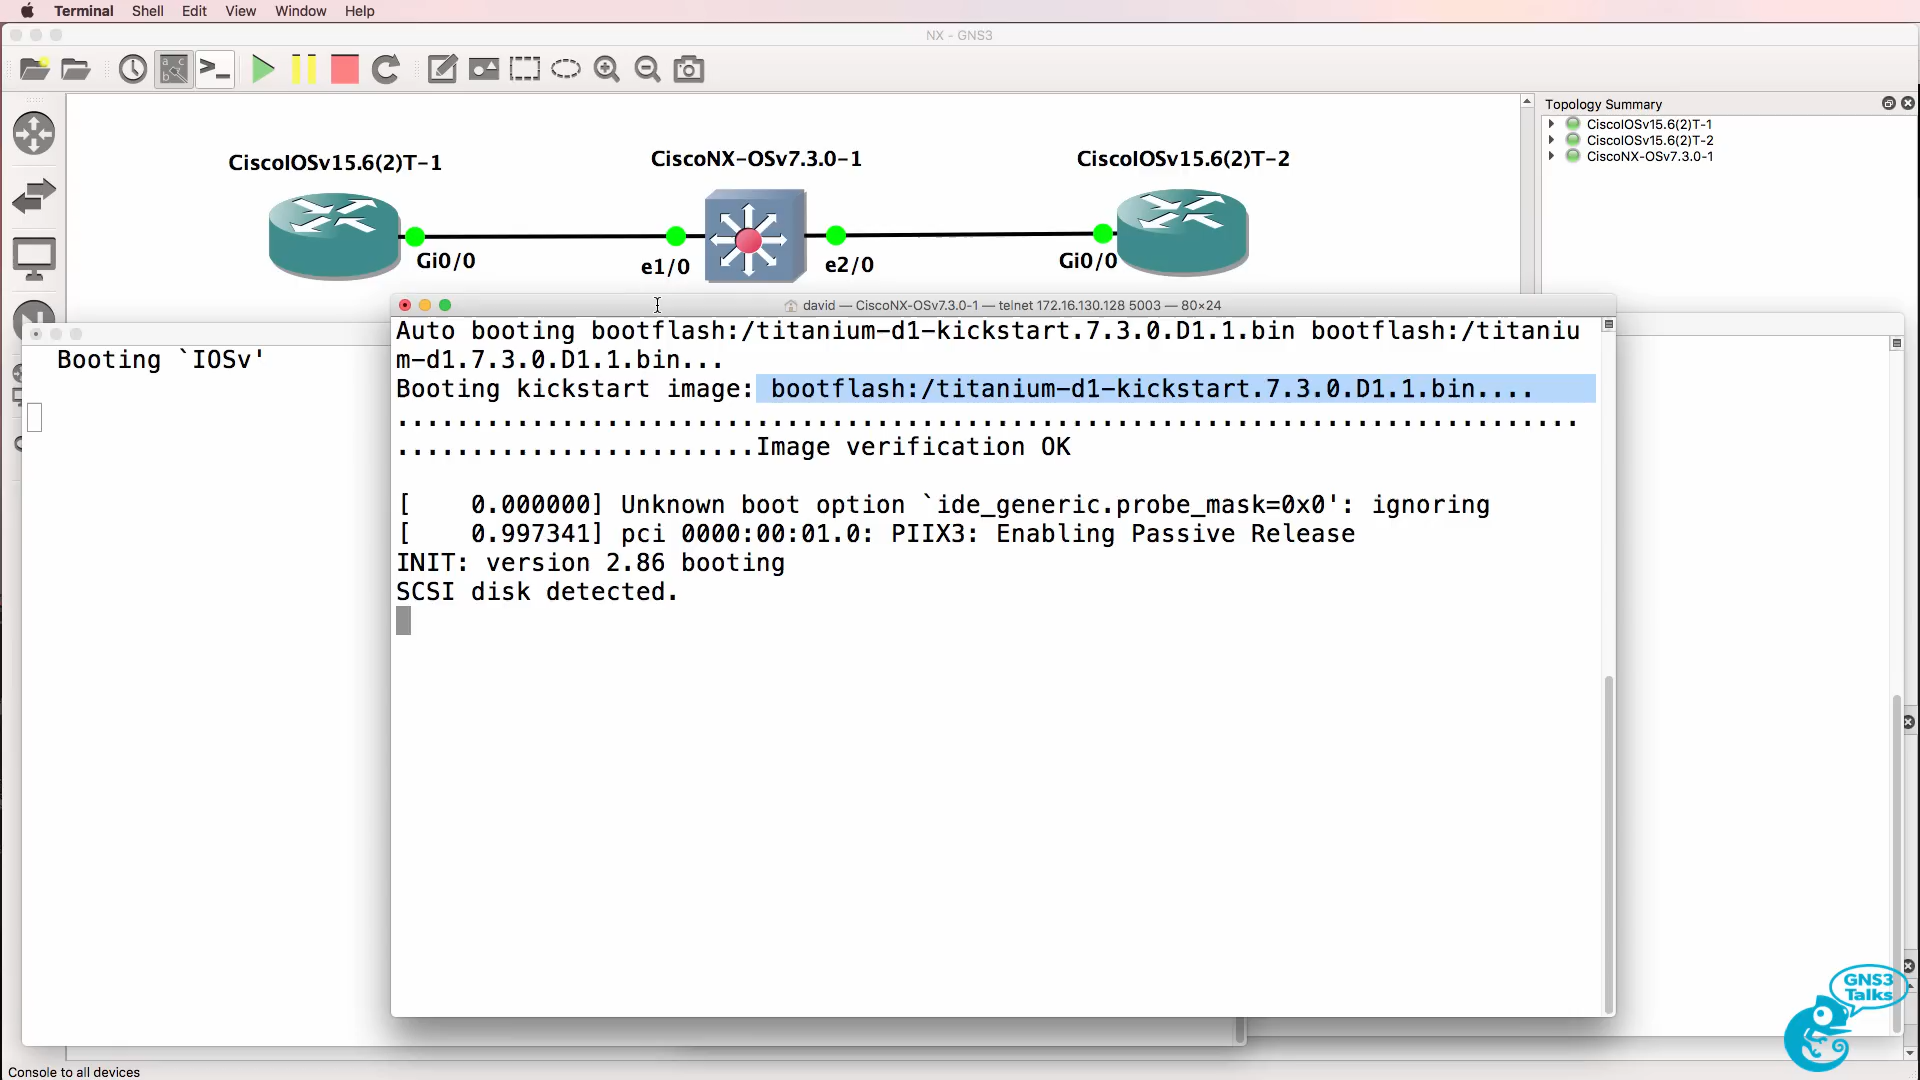 Terminal Shell Edit View Window Help
NX - GNS3
Topology Summary
CiscoIOSv15.6(2)T-1
CiscoIOSv15.6(2)T-2
CiscoNX-OSv7.3.0-1
CiscoIOSv15.6(2)T-1
CiscoNX-OSv7.3.0-1
CiscoIOSv15.6(2)T-2
Gi0/0
e1/0
e2/0
Gi0/0
david — CiscoNX-OSv7.3.0-1 — telnet 172.16.130.128 5003 — 80×24
Booting `IOSv'
Auto booting bootflash:/titanium-d1-kickstart.7.3.0.D1.1.bin bootflash:/titaniu
m-d1.7.3.0.D1.1.bin...
Booting kickstart image: bootflash:/titanium-d1-kickstart.7.3.0.D1.1.bin....
...............................................................................
........................Image verification OK
[    0.000000] Unknown boot option `ide_generic.probe_mask=0x0': ignoring
[    0.997341] pci 0000:00:01.0: PIIX3: Enabling Passive Release
INIT: version 2.86 booting
SCSI disk detected.
GNS3
Talks
Console to all devices